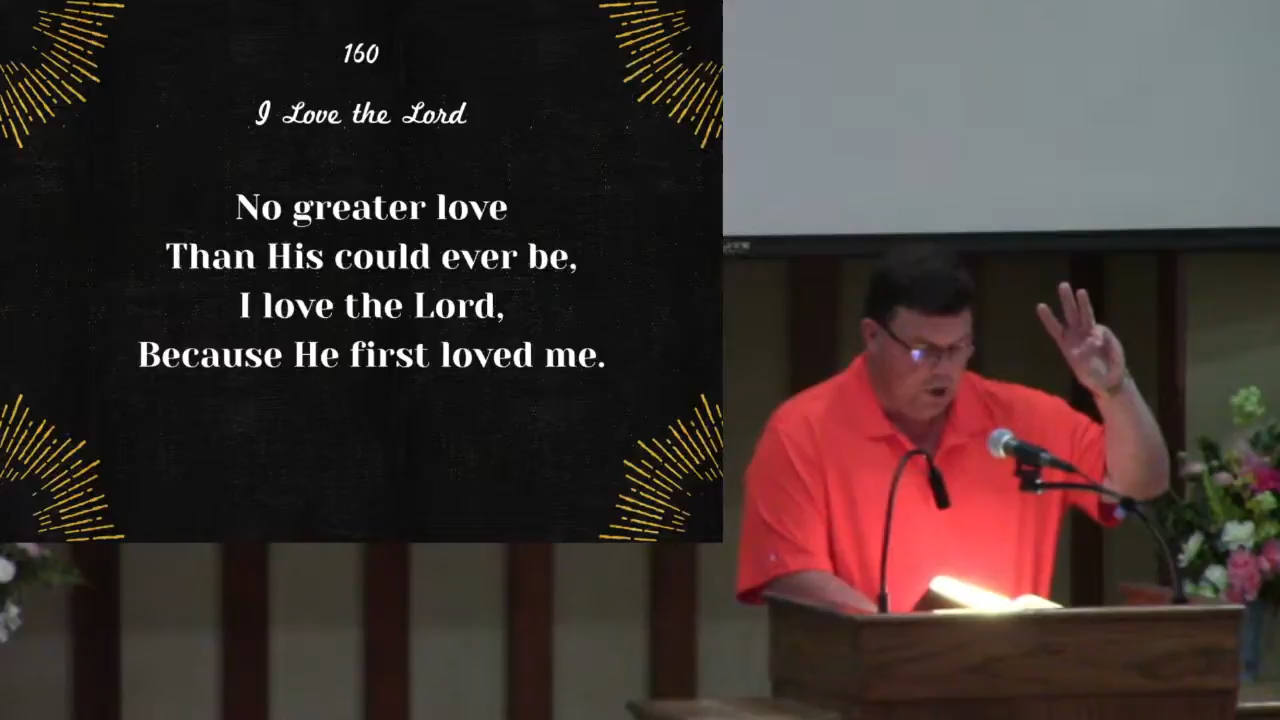 160
I Love the Lord
No greater love
Than His could ever be,
I love the Lord,
Because He first loved me.